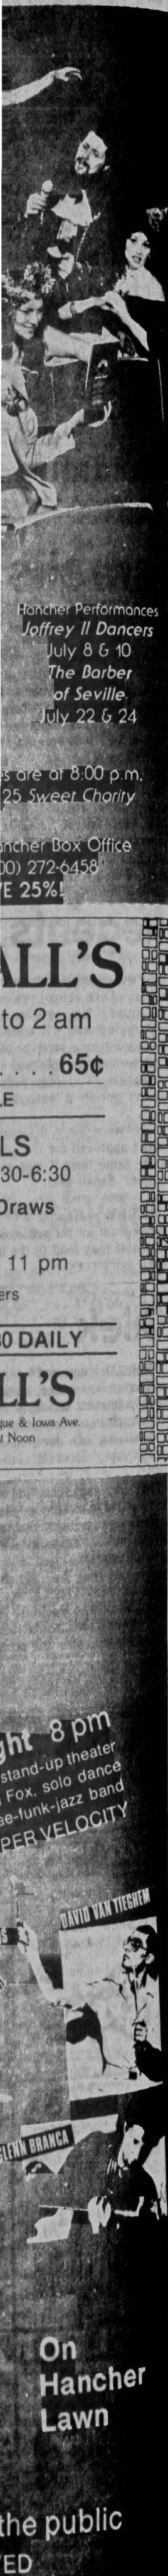 Hancher Performances
Joffrey II Dancers
July 8 & 10
The Barber
of Seville
July 22 & 24
es are at 8:00 p.m.
25 Sweet Charity
ancher Box Office
00) 272-6458
E 25%!
ALL'S
to 2 am
. . . . 65¢
LE
LS
30-6:30
Draws
11 pm
ers
30 DAILY
LL'S
que & Iowa Ave.
t Noon
ght 8 pm
stand-up theater
Fox, solo dance
ae-funk-jazz band
PER VELOCITY
DAVID VAN TIEGHEM
S
GLENN BRANCA
On
Hancher
Lawn
the public
ED